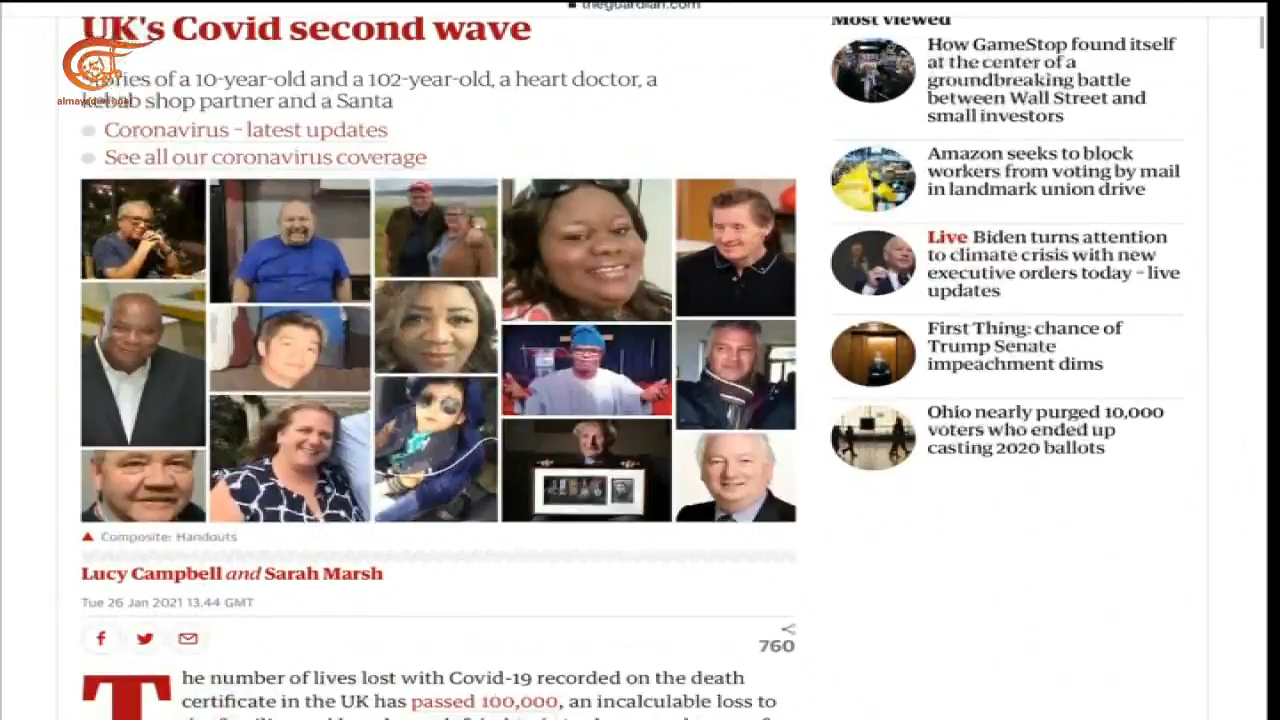 theguardian.com
UK's Covid second wave
Stories of a 10-year-old and a 102-year-old, a heart doctor, a
kebab shop partner and a Santa
Coronavirus – latest updates
See all our coronavirus coverage
Composite: Handouts
Lucy Campbell and Sarah Marsh
Tue 26 Jan 2021 13.44 GMT
760
The number of lives lost with Covid-19 recorded on the death
certificate in the UK has passed 100,000, an incalculable loss to
Most viewed
How GameStop found itself
at the center of a
groundbreaking battle
between Wall Street and
small investors
Amazon seeks to block
workers from voting by mail
in landmark union drive
Live Biden turns attention
to climate crisis with new
executive orders today – live
updates
First Thing: chance of
Trump Senate
impeachment dims
Ohio nearly purged 10,000
voters who ended up
casting 2020 ballots